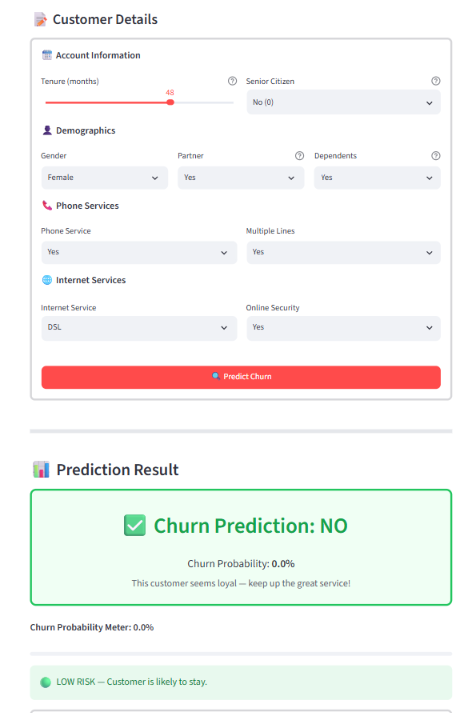 Customer Details
Account Information
Tenure (months)
Senior Citizen
48
No (0)
Demographics
Gender
Partner
Dependents
Female
Yes
Yes
Phone Services
Phone Service
Multiple Lines
Yes
Yes
Internet Services
Internet Service
Online Security
DSL
Yes
Predict Churn
Prediction Result
Churn Prediction: NO
Churn Probability: 0.0%
This customer seems loyal — keep up the great service!
Churn Probability Meter: 0.0%
LOW RISK — Customer is likely to stay.